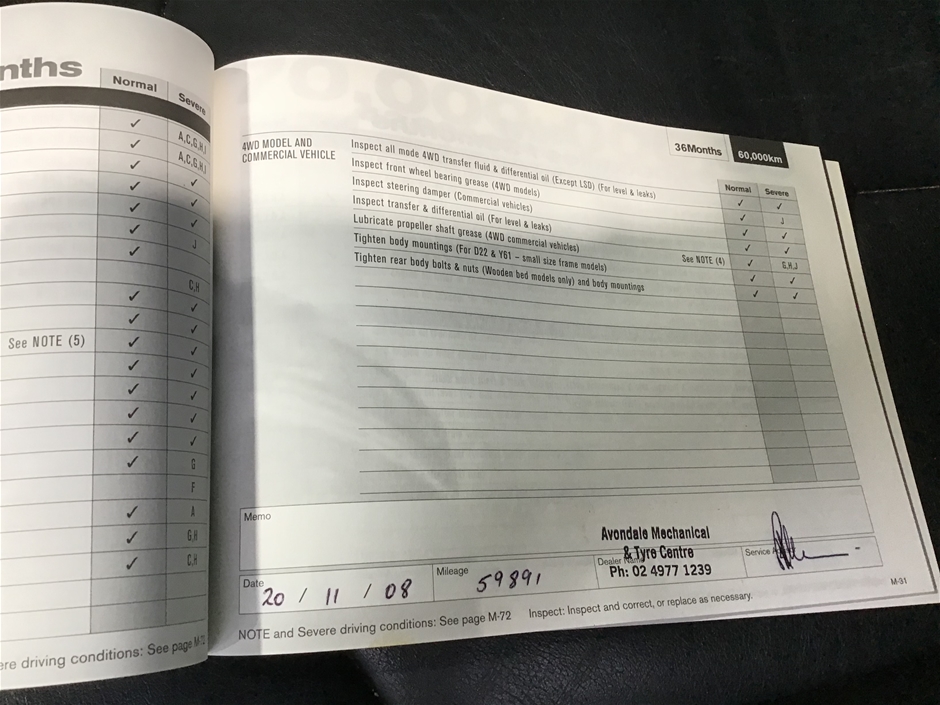 nths
Normal
Severe
✓ A,C,G,H,J
✓ A,C,G,H,J
✓ ✓
✓ ✓
✓ ✓
✓ J
✓
C,H
✓ ✓
✓ ✓
See NOTE (5) ✓ ✓
✓ ✓
✓ ✓
✓ ✓
✓ ✓
✓ G
F
✓ A
✓ G,H
✓ C,H
ere driving conditions: See page M-72
36Months 60,000km
Normal Severe
4WD MODEL AND
COMMERCIAL VEHICLE
Inspect all mode 4WD transfer fluid & differential oil (Except LSD) (For level & leaks) ✓ ✓
Inspect front wheel bearing grease (4WD models) ✓ J
Inspect steering damper (Commercial vehicles) ✓ ✓
Inspect transfer & differential oil (For level & leaks) ✓ ✓
Lubricate propeller shaft grease (4WD commercial vehicles) See NOTE (4) ✓ G,H,J
Tighten body mountings (For D22 & Y61 – small size frame models) ✓ ✓
Tighten rear body bolts & nuts (Wooden bed models only) and body mountings ✓ ✓
Memo
Avondale Mechanical
& Tyre Centre
Ph: 02 4977 1239
Date
20 / 11 / 08
Mileage
59891
Dealer Name
Service
M-31
NOTE and Severe driving conditions: See page M-72 Inspect: Inspect and correct, or replace as necessary.